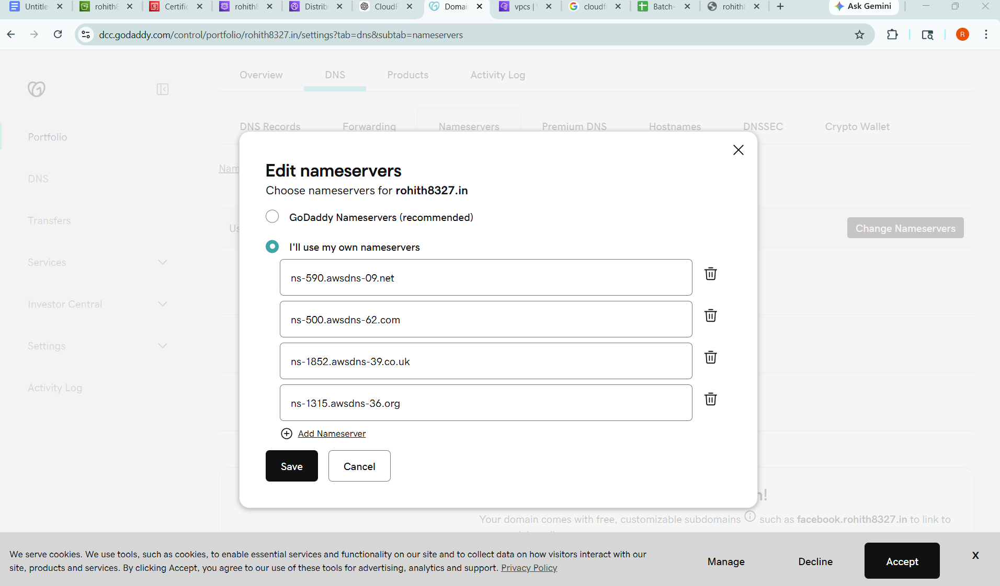 Untitle
rohith8
Certific
rohith8
Distrib
CloudF
Domai
vpcs |
cloudf
Batch-
rohith8
Ask Gemini
dcc.godaddy.com/control/portfolio/rohith8327.in/settings?tab=dns&subtab=nameservers
R
Overview
DNS
Products
Activity Log
DNS Records
Forwarding
Nameservers
Premium DNS
Hostnames
DNSSEC
Crypto Wallet
Portfolio
DNS
Transfers
Services
Investor Central
Settings
Activity Log
Nam
Us
Change Nameservers
Edit nameservers
Choose nameservers for rohith8327.in
GoDaddy Nameservers (recommended)
I'll use my own nameservers
ns-590.awsdns-09.net
ns-500.awsdns-62.com
ns-1852.awsdns-39.co.uk
ns-1315.awsdns-36.org
Add Nameserver
Save
Cancel
n!
Your domain comes with free, customizable subdomains such as facebook.rohith8327.in to link to
We serve cookies. We use tools, such as cookies, to enable essential services and functionality on our site and to collect data on how visitors interact with our
site, products and services. By clicking Accept, you agree to our use of these tools for advertising, analytics and support. Privacy Policy
Manage
Decline
Accept
X